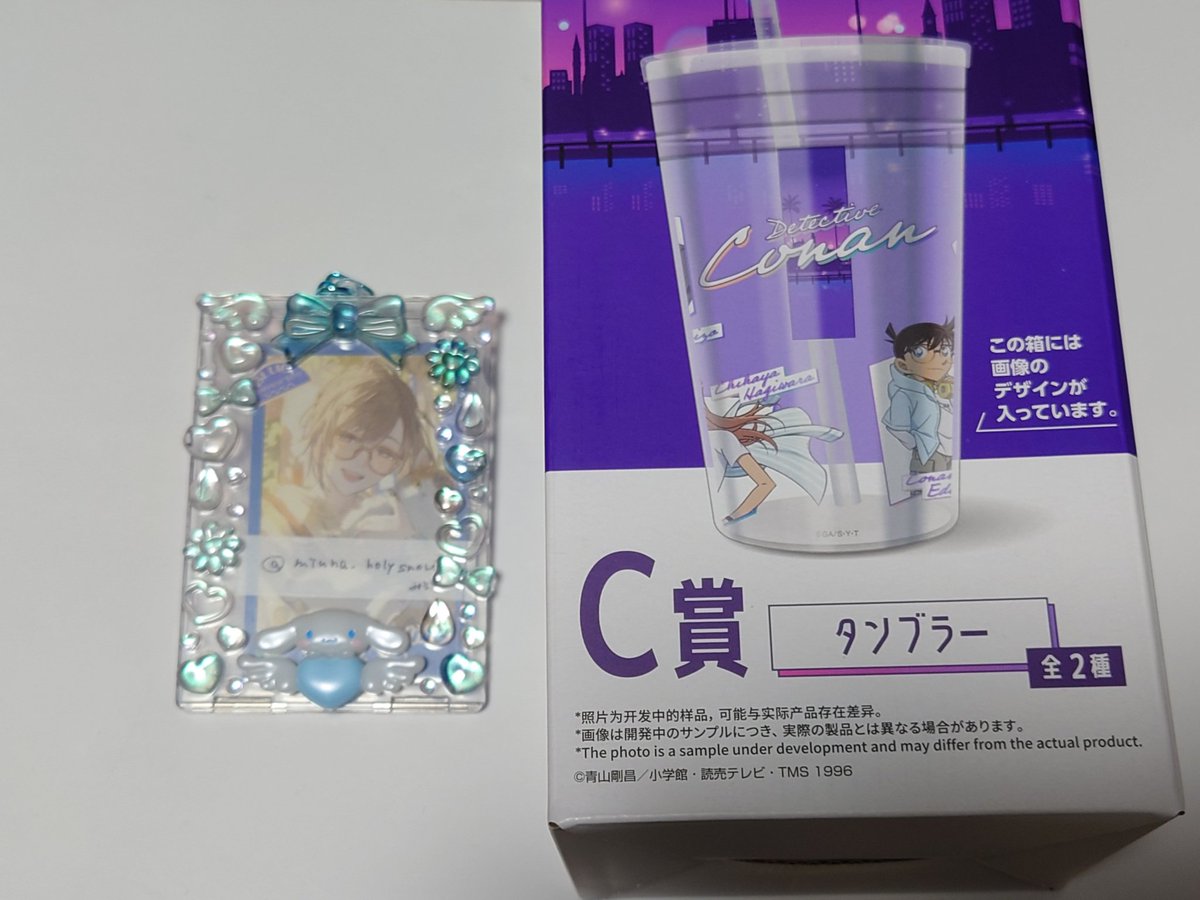 @ miuna. holy snow
Detective
Conan
Chihaya
Hagiwara
Conan
Edo
この箱には
画像の
デザインが
入っています。
C賞
タンブラー
全2種
*照片为开发中的样品，可能与实际产品存在差异。
*画像は開発中のサンプルにつき、実際の製品とは異なる場合があります。
*The photo is a sample under development and may differ from the actual product.
©青山剛昌／小学館・読売テレビ・TMS 1996